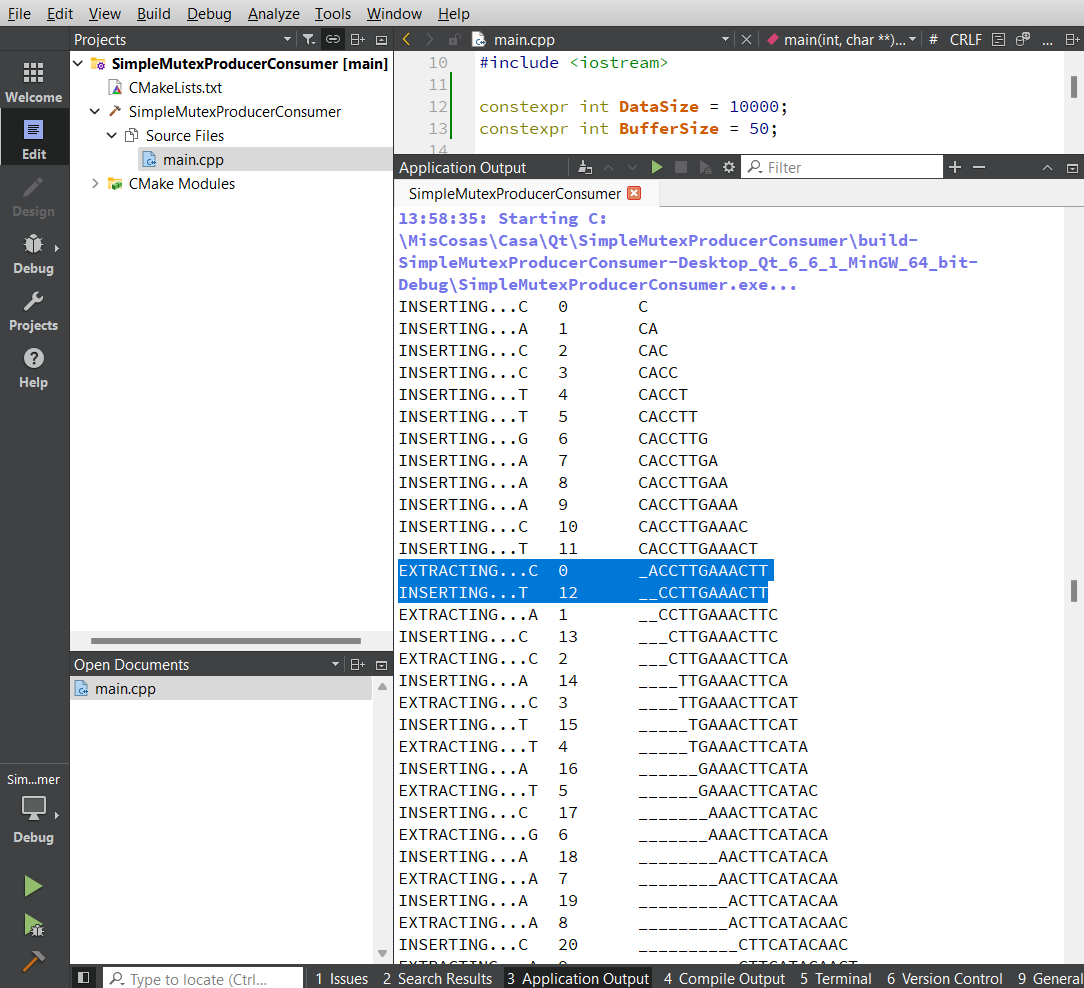 File Edit View Build Debug Analyze Tools Window Help
Projects
main.cpp
main(int, char **)...
# CRLF
...
Welcome
Edit
Design
Debug
Projects
Help
SimpleMutexProducerConsumer [main]
CMakeLists.txt
SimpleMutexProducerConsumer
Source Files
main.cpp
CMake Modules
10 #include <iostream>
11
12 constexpr int DataSize = 10000;
13 constexpr int BufferSize = 50;
14
Application Output
Filter
SimpleMutexProducerConsumer
13:58:35: Starting C:
\MisCosas\Casa\Qt\SimpleMutexProducerConsumer\build-
SimpleMutexProducerConsumer-Desktop_Qt_6_6_1_MinGW_64_bit-
Debug\SimpleMutexProducerConsumer.exe...
INSERTING...C 0 C
INSERTING...A 1 CA
INSERTING...C 2 CAC
INSERTING...C 3 CACC
INSERTING...T 4 CACCT
INSERTING...T 5 CACCTT
INSERTING...G 6 CACCTTG
INSERTING...A 7 CACCTTGA
INSERTING...A 8 CACCTTGAA
INSERTING...A 9 CACCTTGAAA
INSERTING...C 10 CACCTTGAAAC
INSERTING...T 11 CACCTTGAAACT
EXTRACTING...C 0 _ACCTTGAAACTT
INSERTING...T 12 __CCTTGAAACTT
EXTRACTING...A 1 __CCTTGAAACTTC
INSERTING...C 13 ___CTTGAAACTTC
EXTRACTING...C 2 ___CTTGAAACTTCA
INSERTING...A 14 ____TTGAAACTTCA
EXTRACTING...C 3 ____TTGAAACTTCAT
INSERTING...T 15 _____TGAAACTTCAT
EXTRACTING...T 4 _____TGAAACTTCATA
INSERTING...A 16 ______GAAACTTCATA
EXTRACTING...T 5 ______GAAACTTCATAC
INSERTING...C 17 _______AAACTTCATAC
EXTRACTING...G 6 _______AAACTTCATACA
INSERTING...A 18 ________AACTTCATACA
EXTRACTING...A 7 ________AACTTCATACAA
INSERTING...A 19 _________ACTTCATACAA
EXTRACTING...A 8 _________ACTTCATACAAC
INSERTING...C 20 __________CTTCATACAAC
Open Documents
main.cpp
Sim...mer
Debug
Type to locate (Ctrl...
1 Issues 2 Search Results 3 Application Output 4 Compile Output 5 Terminal 6 Version Control 9 General